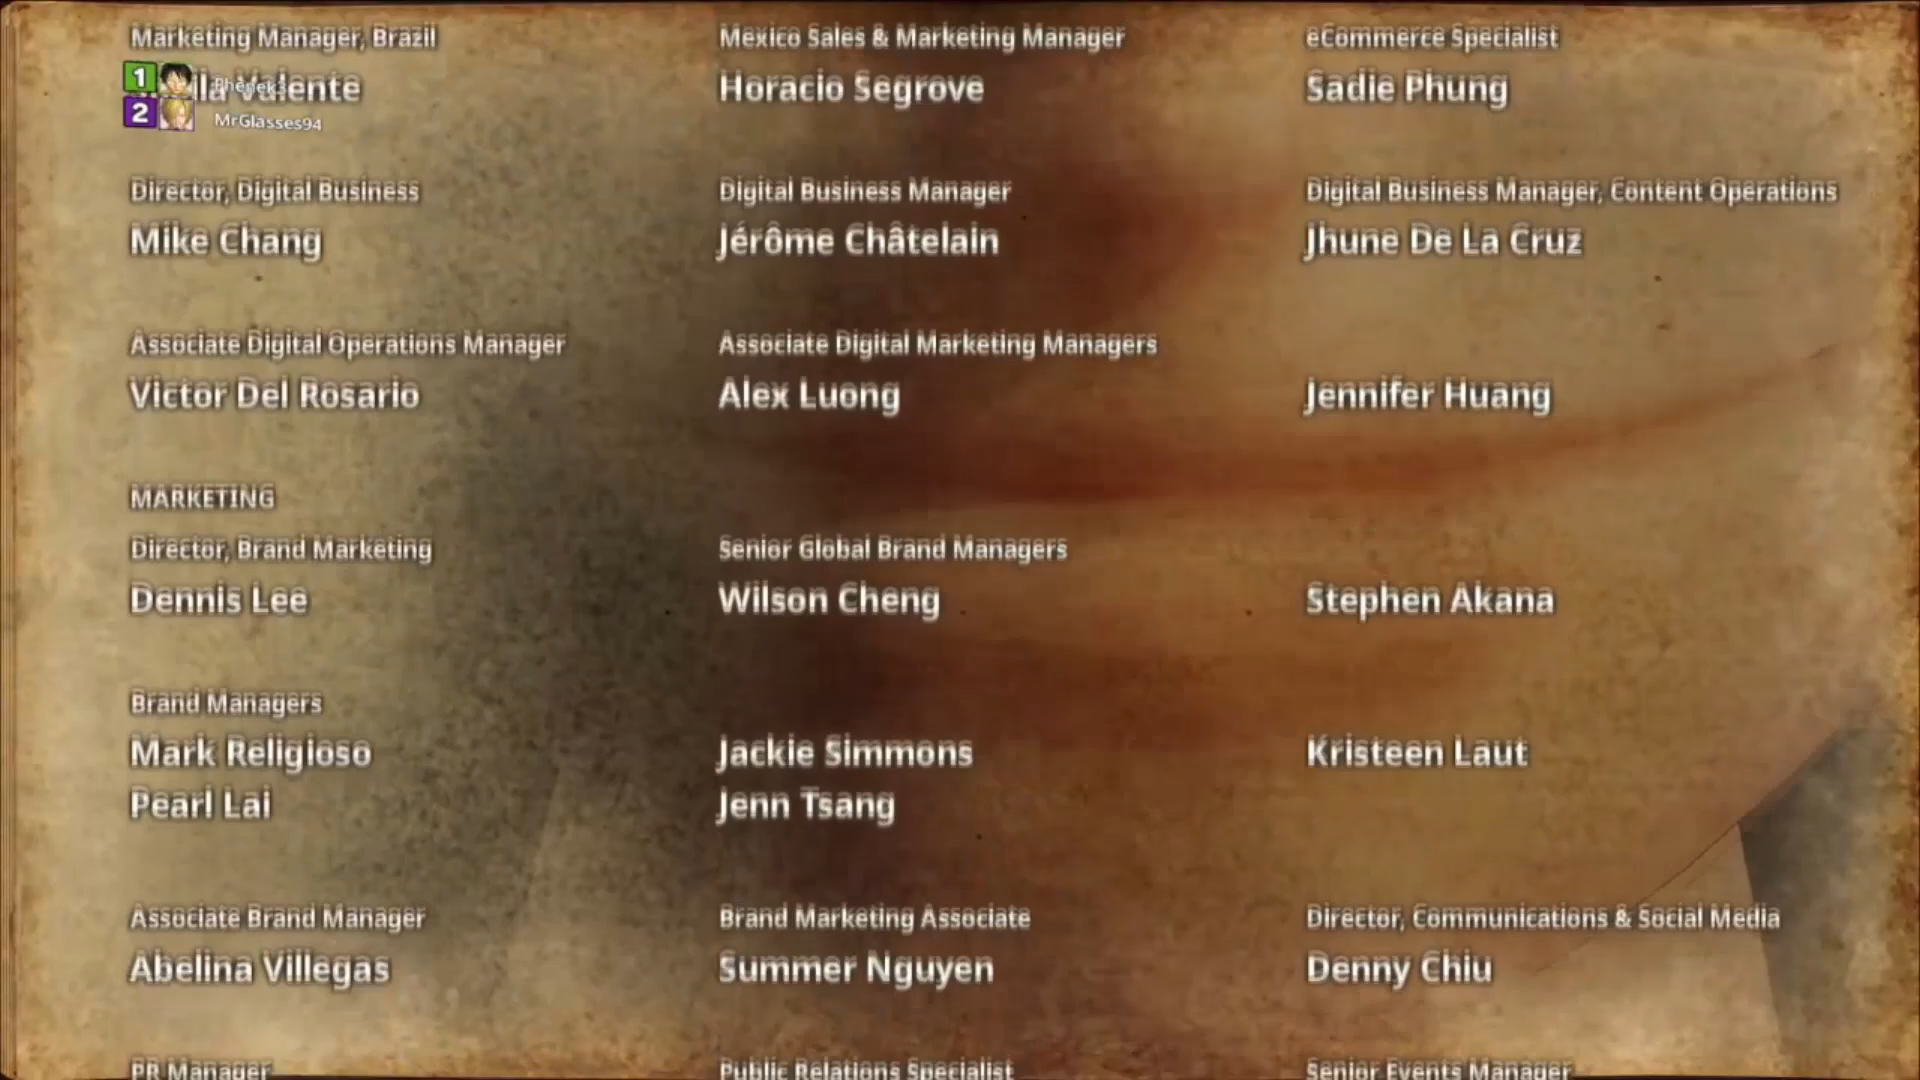 Marketing Manager, Brazil
Mexico Sales & Marketing Manager
eCommerce Specialist
Valente
Horacio Segrove
Sadie Phung
1
2 MrGlasses94
Director, Digital Business
Digital Business Manager
Digital Business Manager, Content Operations
Mike Chang
Jérôme Châtelain
Jhune De La Cruz
Associate Digital Operations Manager
Associate Digital Marketing Managers
Victor Del Rosario
Alex Luong
Jennifer Huang
MARKETING
Director, Brand Marketing
Senior Global Brand Managers
Dennis Lee
Wilson Cheng
Stephen Akana
Brand Managers
Mark Religioso
Jackie Simmons
Kristeen Laut
Pearl Lai
Jenn Tsang
Associate Brand Manager
Brand Marketing Associate
Director, Communications & Social Media
Abelina Villegas
Summer Nguyen
Denny Chiu
PR Manager
Public Relations Specialist
Senior Events Manager